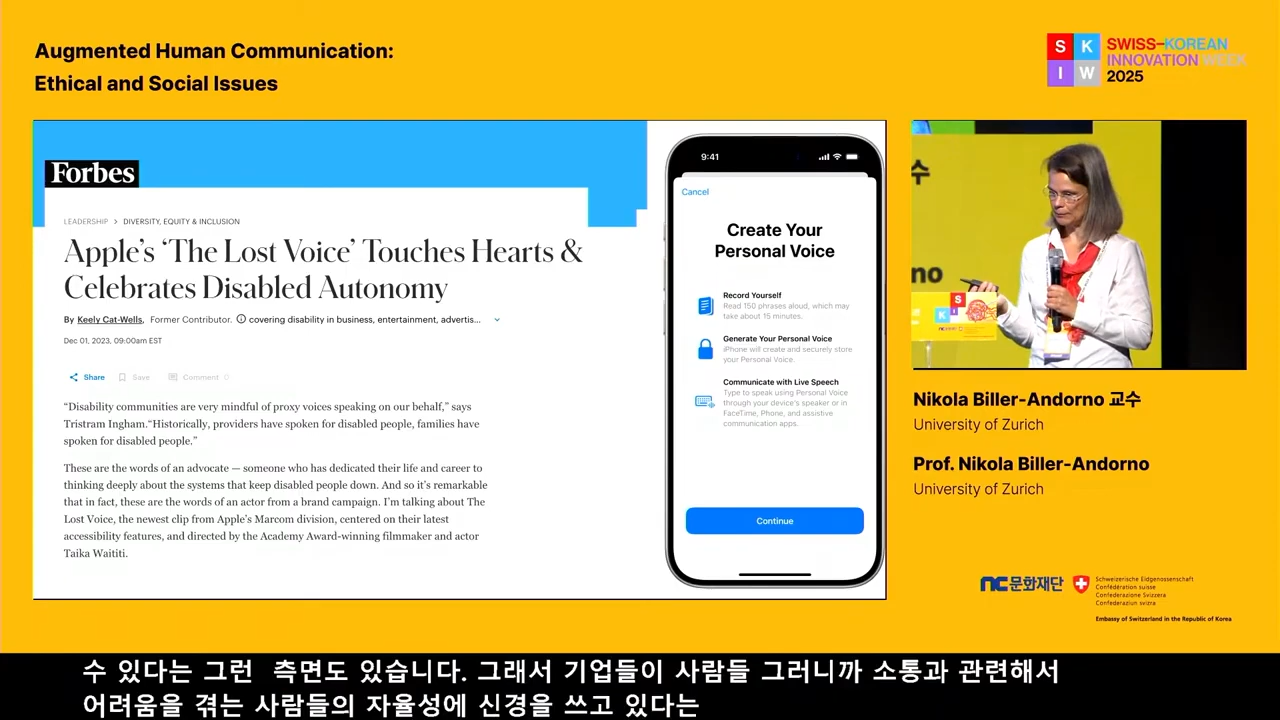 Augmented Human Communication:
Ethical and Social Issues
S K
I W
SWISS-KOREAN
INNOVATION WEEK
2025
Forbes
LEADERSHIP > DIVERSITY, EQUITY & INCLUSION
Apple's 'The Lost Voice' Touches Hearts &
Celebrates Disabled Autonomy
By Keely Cat-Wells, Former Contributor. covering disability in business, entertainment, advertis...
Dec 01, 2023, 09:00am EST
Share Save Comment 0
“Disability communities are very mindful of proxy voices speaking on our behalf,” says
Tristram Ingham.“Historically, providers have spoken for disabled people, families have
spoken for disabled people.”
These are the words of an advocate — someone who has dedicated their life and career to
thinking deeply about the systems that keep disabled people down. And so it's remarkable
that in fact, these are the words of an actor from a brand campaign. I'm talking about The
Lost Voice, the newest clip from Apple's Marcom division, centered on their latest
accessibility features, and directed by the Academy Award-winning filmmaker and actor
Taika Waititi.
9:41
Cancel
Create Your
Personal Voice
Record Yourself
Read 150 phrases aloud, which may
take about 15 minutes.
Generate Your Personal Voice
iPhone will create and securely store
your Personal Voice.
Communicate with Live Speech
Type to speak using Personal Voice
through your device's speaker or in
FaceTime, Phone, and assistive
communication apps.
Continue
수
no
S
K I
Nikola Biller-Andorno 교수
University of Zurich
Prof. Nikola Biller-Andorno
University of Zurich
nc문화재단
Schweizerische Eidgenossenschaft
Confédération suisse
Confederazione Svizzera
Confederaziun svizra
Embassy of Switzerland in the Republic of Korea
수 있다는 그런 측면도 있습니다. 그래서 기업들이 사람들 그러니까 소통과 관련해서
어려움을 겪는 사람들의 자율성에 신경을 쓰고 있다는